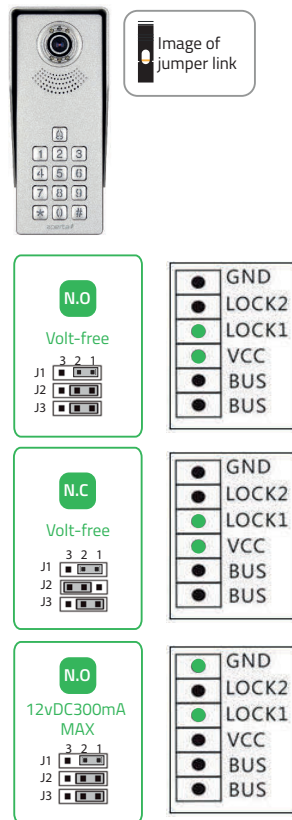 Image of
jumper link
1 2 3
4 5 6
7 8 9
* 0 #
N.O
Volt-free
3 2 1
J1
J2
J3
GND
LOCK2
LOCK1
VCC
BUS
BUS
N.C
Volt-free
3 2 1
J1
J2
J3
GND
LOCK2
LOCK1
VCC
BUS
BUS
N.O
12vDC300mA
MAX
3 2 1
J1
J2
J3
GND
LOCK2
LOCK1
VCC
BUS
BUS